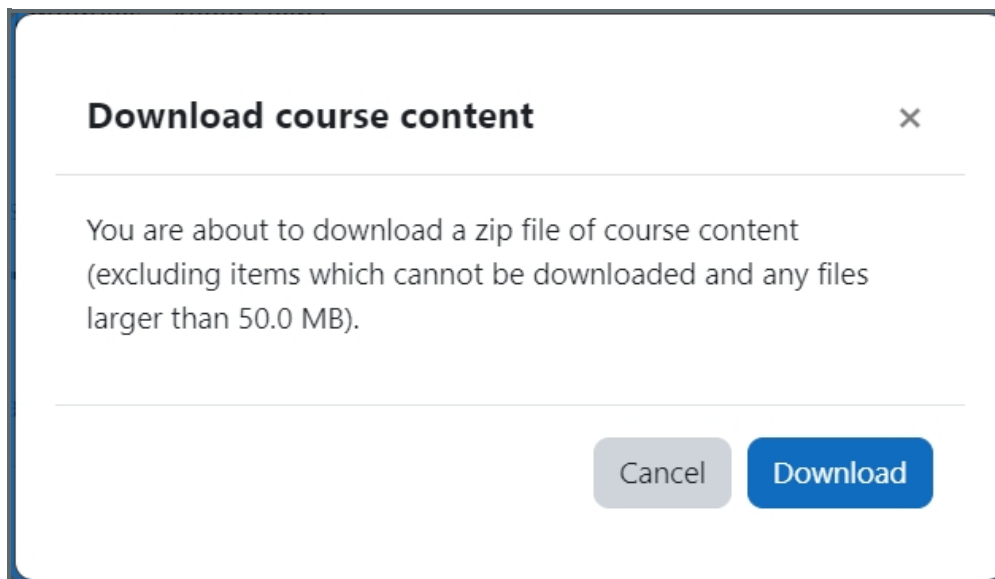 Download course content
×
You are about to download a zip file of course content
(excluding items which cannot be downloaded and any files
larger than 50.0 MB).
Cancel
Download